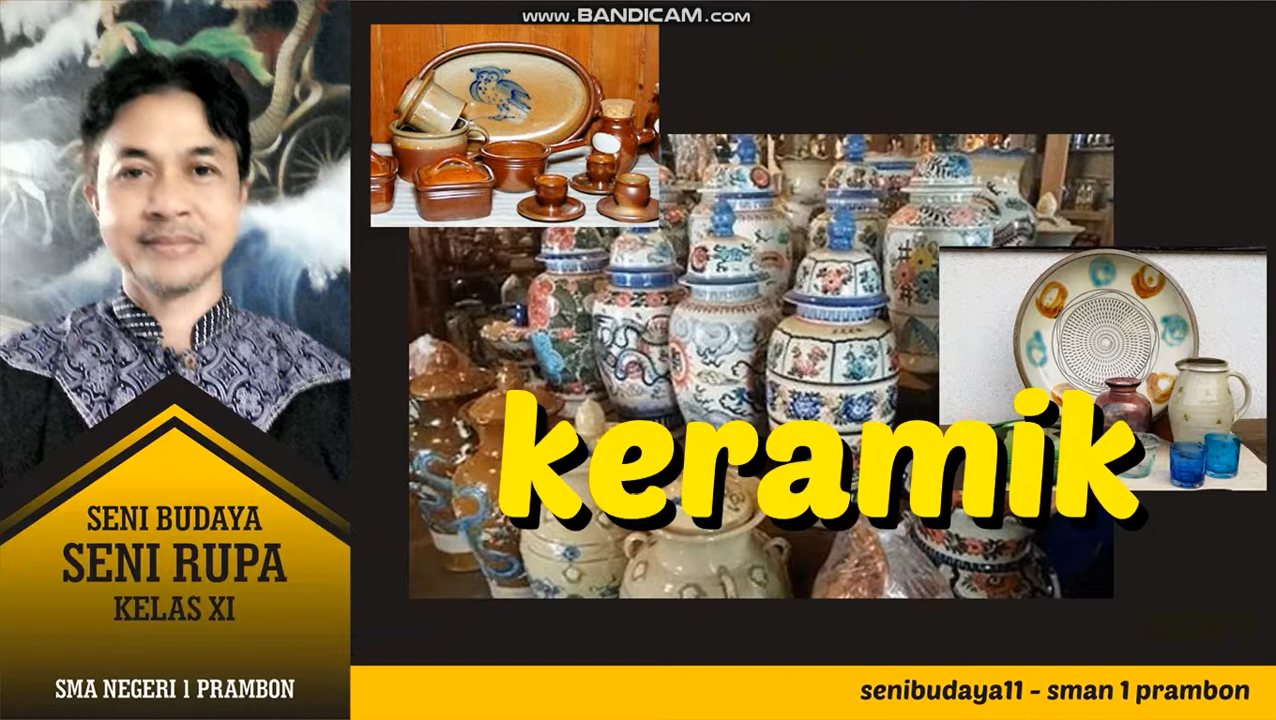 www.BANDICAM.com
keramik
SENI BUDAYA
SENI RUPA
KELAS XI
SMA NEGERI 1 PRAMBON
senibudaya11 - sman 1 prambon